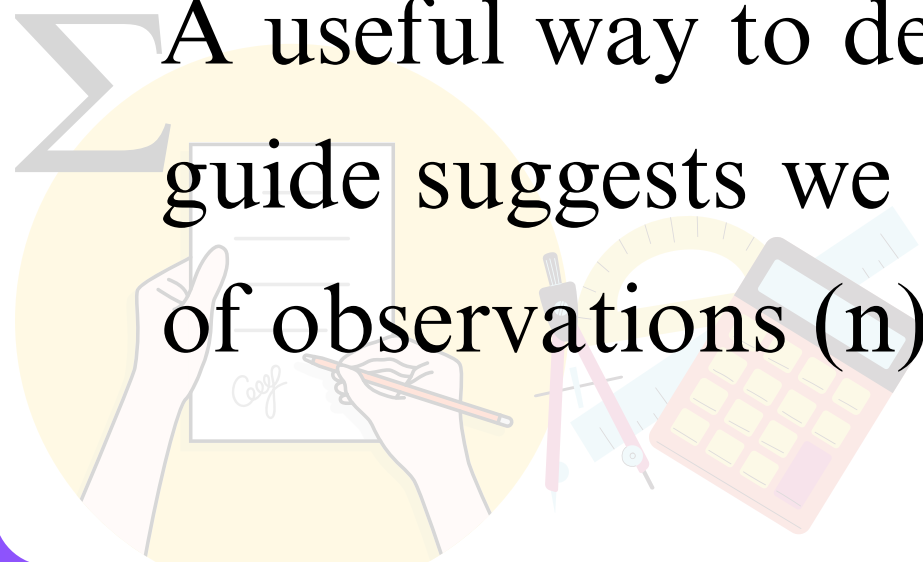 Σ
A useful way to de
guide suggests we
of observations (n)